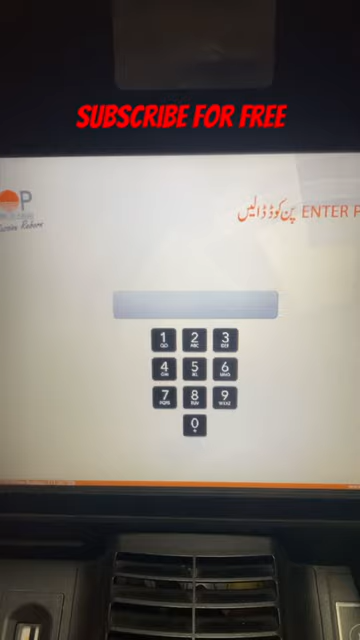 SUBSCRIBE FOR FREE
OP
پن کوڈ ڈالیں ENTER P
1
2 ABC
3 DEF
4 GHI
5 JKL
6 MNO
7 PQRS
8 TUV
9 WXYZ
0